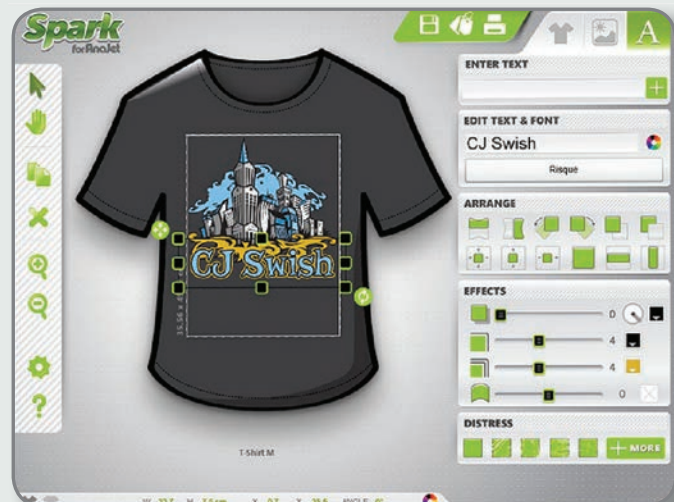 Spark
for AnaJet
A
ENTER TEXT
EDIT TEXT & FONT
CJ Swish
Risque
ARRANGE
CJ Swish
EFFECTS
0
4
4
0
DISTRESS
+ MORE
T-Shirt M
W: H: X: Y: ANGLE:
?